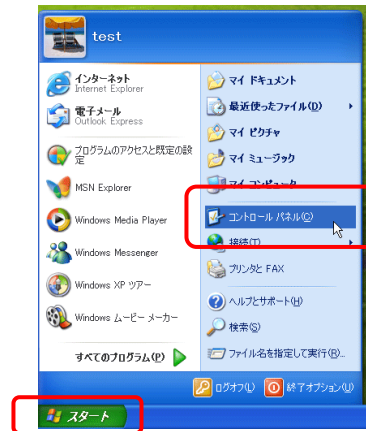 test
インターネット
Internet Explorer
電子メール
Outlook Express
プログラムのアクセスと既定の設
定
MSN Explorer
Windows Media Player
Windows Messenger
Windows XP ツアー
Windows ムービー メーカー
すべてのプログラム(P)
マイ ドキュメント
最近使ったファイル(D)
マイ ピクチャ
マイ ミュージック
マイ コンピュータ
コントロール パネル(C)
接続(T)
プリンタと FAX
ヘルプとサポート(H)
検索(S)
ファイル名を指定して実行(R)...
ログオフ(L)
終了オプション(U)
スタート